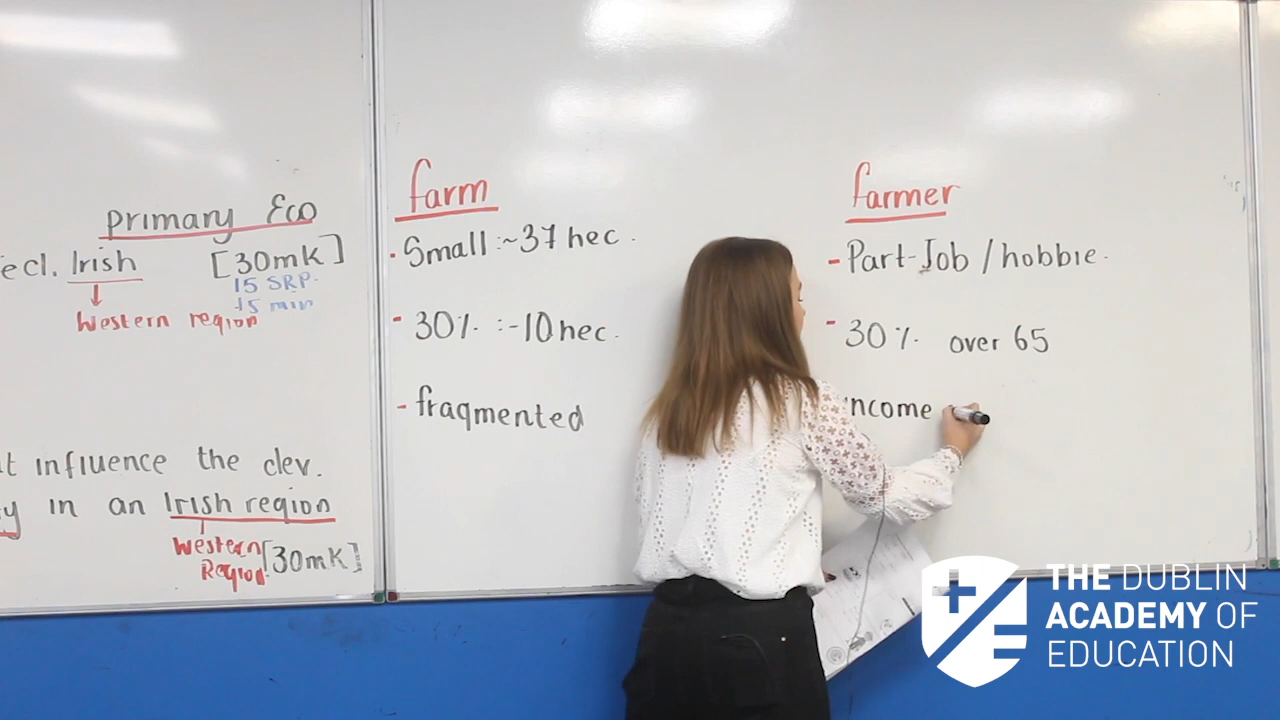 Primary Eco
ecl. Irish [30mK]
15 SRP.
15 min
Western region
t influence the dev.
y in an Irish region
Western
Region
[30mK]
farm
· Small :~37 hec.
- 30% :-10 hec.
- fragmented
farmer
- Part-Job / hobbie.
- 30% over 65
income
THE DUBLIN
ACADEMY OF
EDUCATION